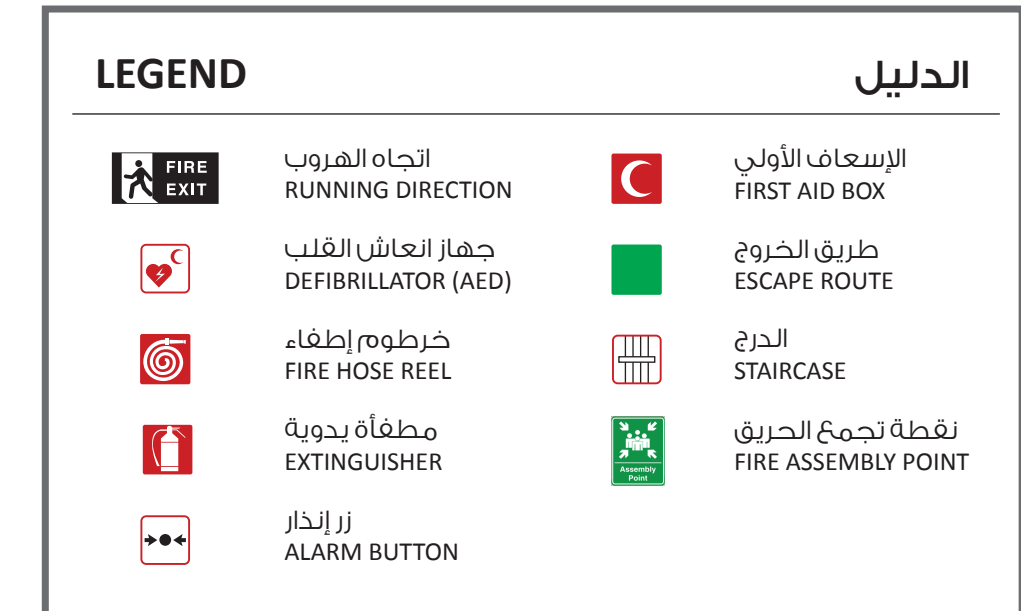 LEGEND
الدليل
FIRE
EXIT
اتجاه الهروب
RUNNING DIRECTION
الإسعاف الأولي
FIRST AID BOX
جهاز انعاش القلب
DEFIBRILLATOR (AED)
طريق الخروج
ESCAPE ROUTE
خرطوم إطفاء
FIRE HOSE REEL
الدرج
STAIRCASE
مطفأة يدوية
EXTINGUISHER
Assembly
Point
نقطة تجمع الحريق
FIRE ASSEMBLY POINT
زر إنذار
ALARM BUTTON